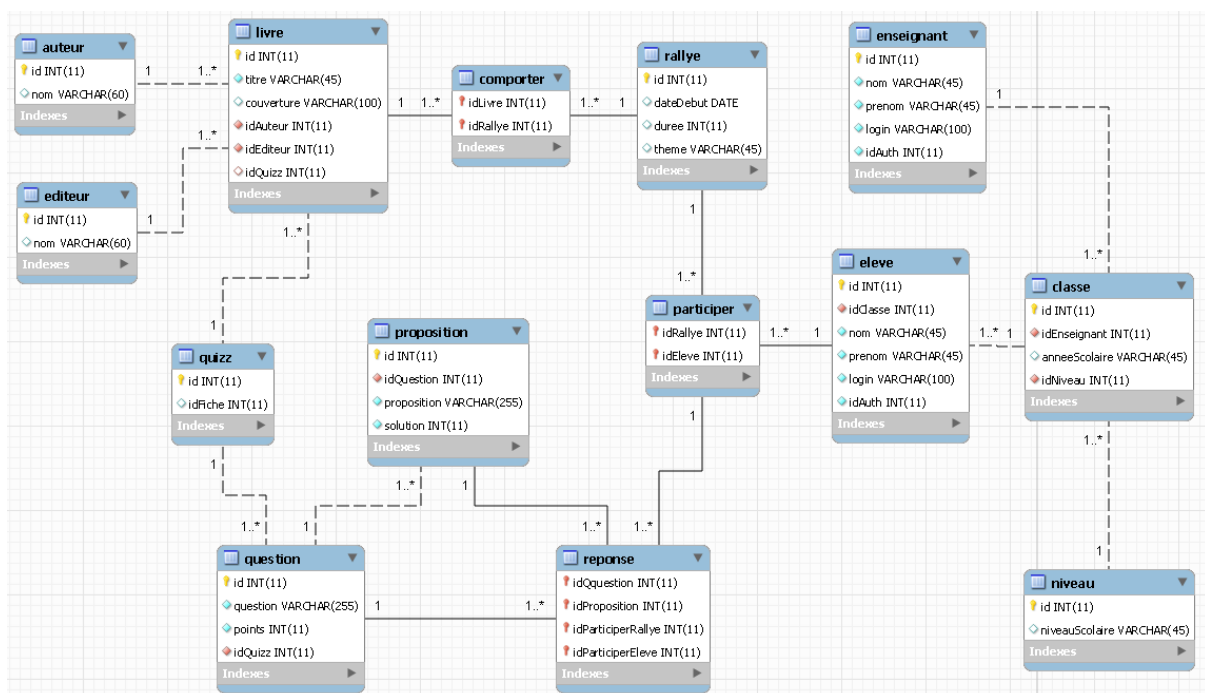 auteur
id INT(11)
nom VARCHAR(60)
Indexes
1
1..*
livre
id INT(11)
titre VARCHAR(45)
couverture VARCHAR(100)
idAuteur INT(11)
idEditeur INT(11)
idQuizz INT(11)
Indexes
1
1..*
comporter
idLivre INT(11)
idRallye INT(11)
Indexes
1..*
1
rallye
id INT(11)
dateDebut DATE
duree INT(11)
theme VARCHAR(45)
Indexes
enseignant
id INT(11)
nom VARCHAR(45)
prenom VARCHAR(45)
login VARCHAR(100)
idAuth INT(11)
Indexes
1
1..*
editeur
id INT(11)
nom VARCHAR(60)
Indexes
1
1..*
1..*
1
quizz
id INT(11)
idFiche INT(11)
Indexes
1
1..*
proposition
id INT(11)
idQuestion INT(11)
proposition VARCHAR(255)
solution INT(11)
Indexes
1..*
1
1
1..*
1
1..*
participer
idRallye INT(11)
idEleve INT(11)
Indexes
1..*
1
1
1..*
eleve
id INT(11)
idClasse INT(11)
nom VARCHAR(45)
prenom VARCHAR(45)
login VARCHAR(100)
idAuth INT(11)
Indexes
1..*
1
classe
id INT(11)
idEnseignant INT(11)
anneeScolaire VARCHAR(45)
idNiveau INT(11)
Indexes
1..*
1
question
id INT(11)
question VARCHAR(255)
points INT(11)
idQuizz INT(11)
Indexes
1
1..*
reponse
idQquestion INT(11)
idProposition INT(11)
idParticiperRallye INT(11)
idParticiperEleve INT(11)
Indexes
niveau
id INT(11)
niveauScolaire VARCHAR(45)
Indexes